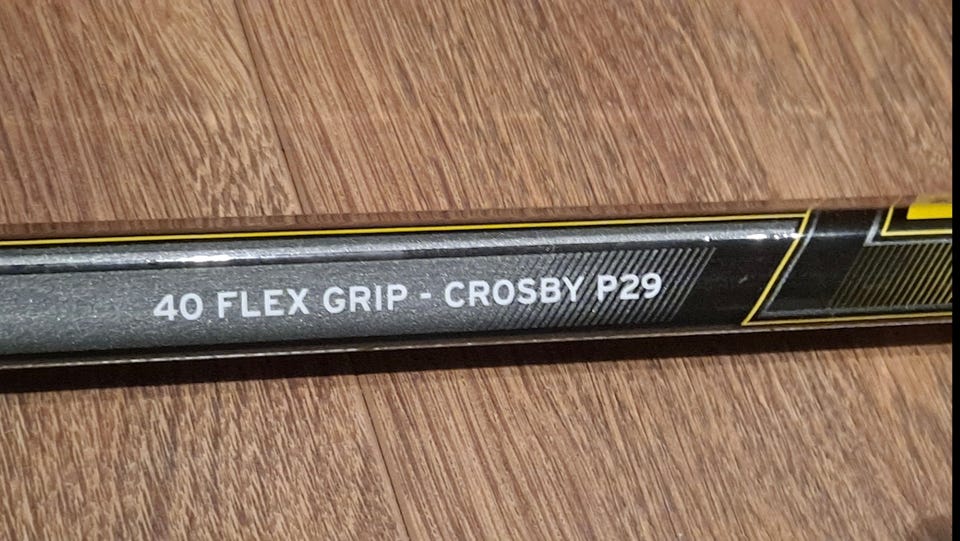 40 FLEX GRIP - CROSBY P29